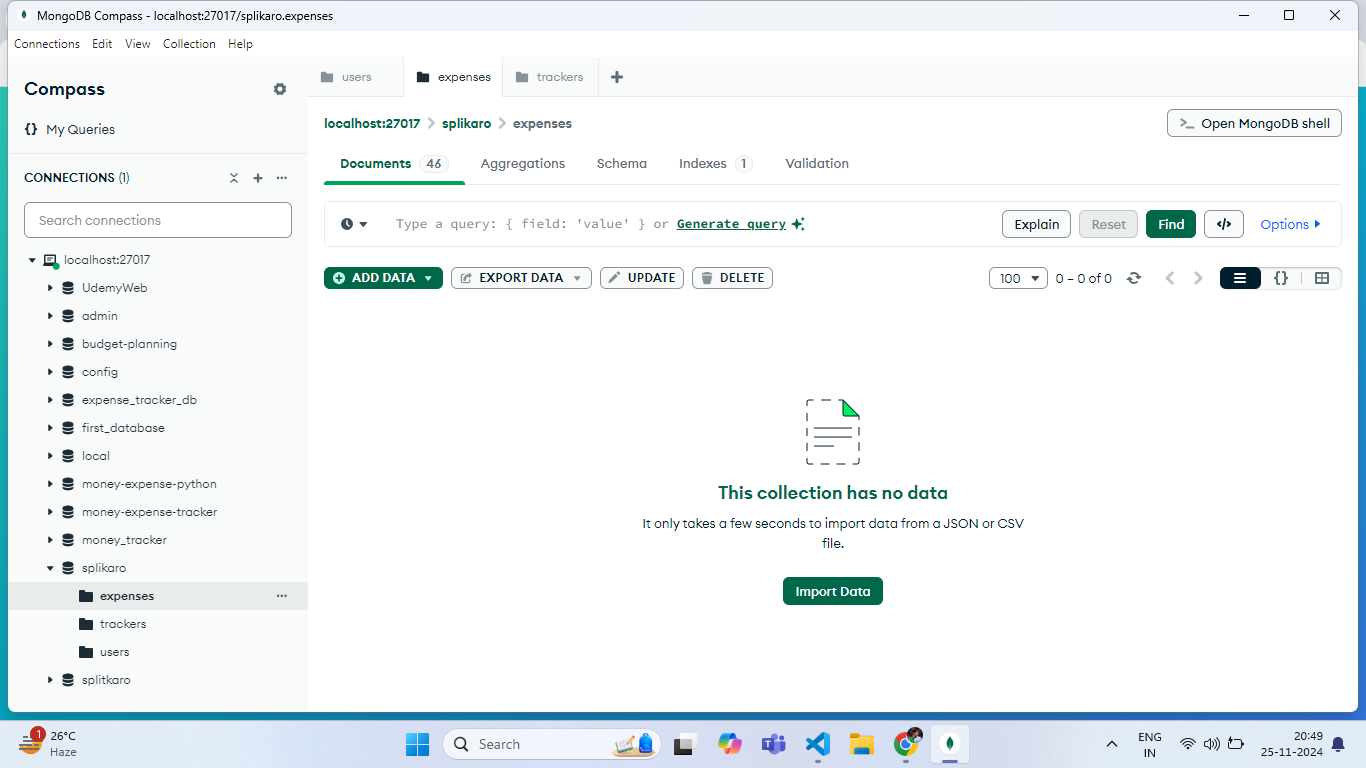 MongoDB Compass - localhost:27017/splikaro.expenses
Connections Edit View Collection Help
Compass
{} My Queries
CONNECTIONS (1)
Search connections
localhost:27017
UdemyWeb
admin
budget-planning
config
expense_tracker_db
first_database
local
money-expense-python
money-expense-tracker
money_tracker
splikaro
expenses
trackers
users
splitkaro
users expenses trackers
localhost:27017 splikaro expenses
>_ Open MongoDB shell
Documents 46 Aggregations Schema Indexes 1 Validation
Type a query: { field: 'value' } or Generate query
Explain Reset Find </> Options
ADD DATA EXPORT DATA UPDATE DELETE
100 0 – 0 of 0 {}
This collection has no data
It only takes a few seconds to import data from a JSON or CSV
file.
Import Data
1 26°C
Haze
Search
ENG
IN
20:49
25-11-2024